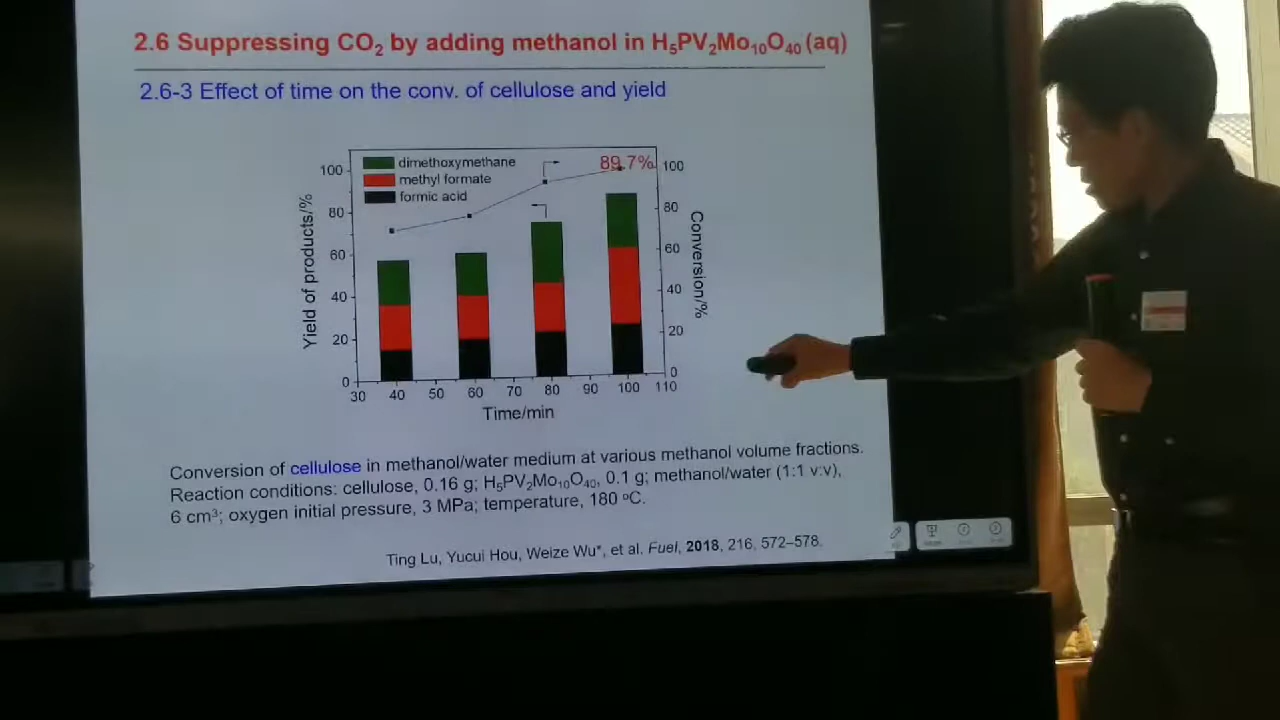 2.6 Suppressing CO₂ by adding methanol in H₅PV₂Mo₁₀O₄₀ (aq)
2.6-3 Effect of time on the conv. of cellulose and yield
dimethoxymethane
methyl formate
formic acid
89.7%
Yield of products/%
100
80
60
40
20
0
100
80
60
40
20
0
Conversion/%
30 40 50 60 70 80 90 100 110
Time/min
Conversion of cellulose in methanol/water medium at various methanol volume fractions.
Reaction conditions: cellulose, 0.16 g; H₅PV₂Mo₁₀O₄₀, 0.1 g; methanol/water (1:1 v:v),
6 cm³; oxygen initial pressure, 3 MPa; temperature, 180 ºC.
Ting Lu, Yucui Hou, Weize Wu*, et al. Fuel, 2018, 216, 572–578.